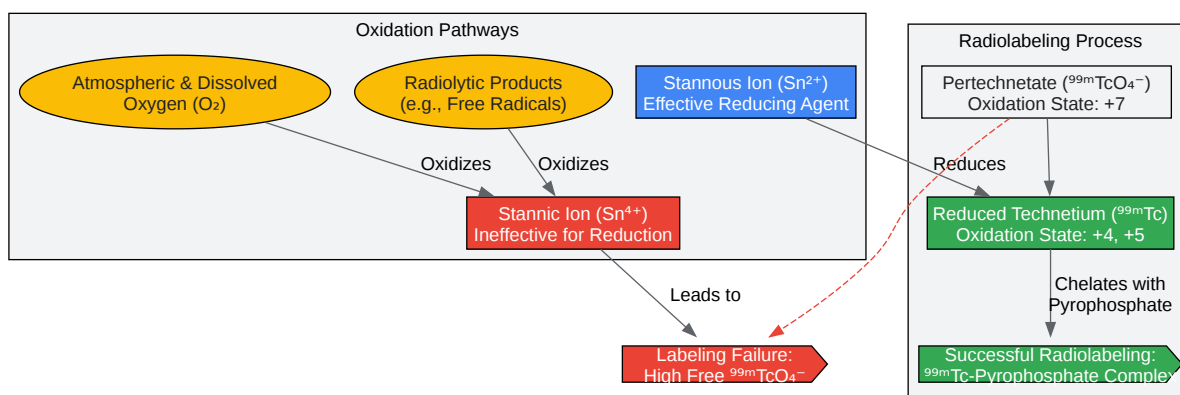 Oxidation Pathways
Atmospheric & Dissolved
Oxygen (O₂)
Radiolytic Products
(e.g., Free Radicals)
Stannous Ion (Sn²⁺)
Effective Reducing Agent
Oxidizes
Oxidizes
Stannic Ion (Sn⁴⁺)
Ineffective for Reduction
Leads to
Labeling Failure:
High Free ⁹⁹ᵐTcO₄⁻
Radiolabeling Process
Pertechnetate (⁹⁹ᵐTcO₄⁻)
Oxidation State: +7
Reduces
Reduced Technetium (⁹⁹ᵐTc)
Oxidation State: +4, +5
Chelates with
Pyrophosphate
Successful Radiolabeling:
⁹⁹ᵐTc-Pyrophosphate Complex